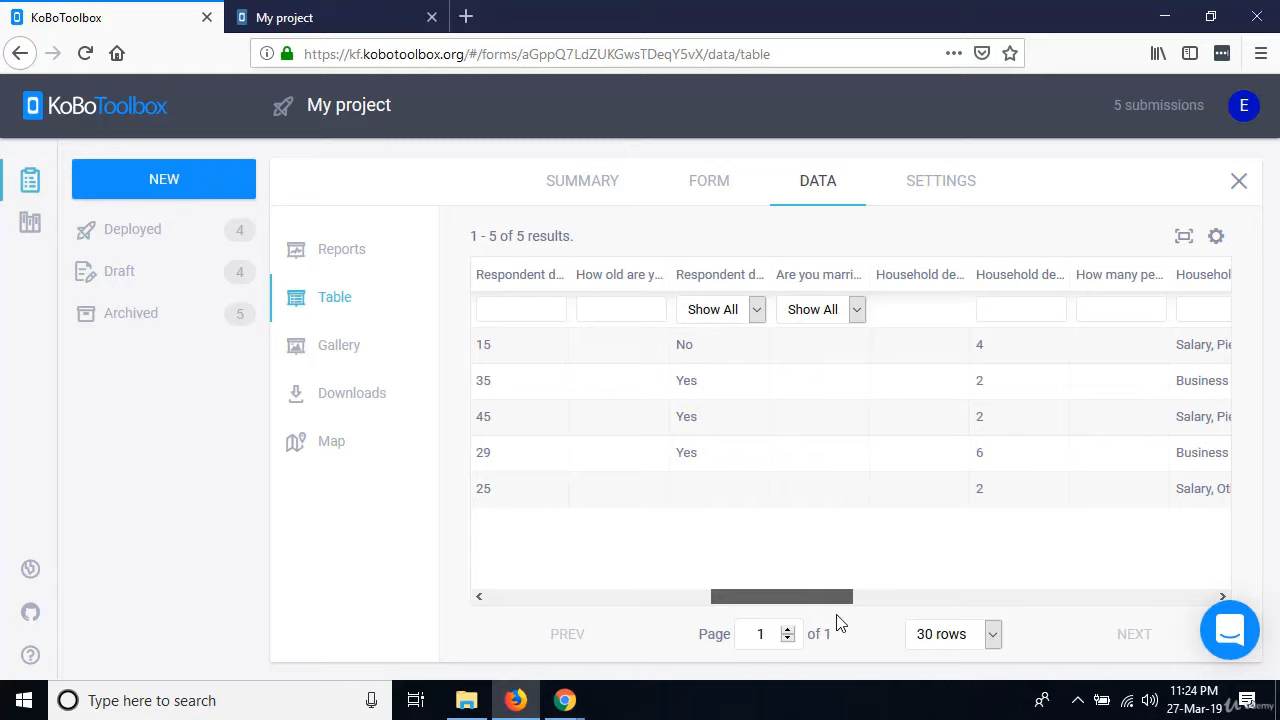 KoBoToolbox
My project
https://kf.kobotoolbox.org/#/forms/aGppQ7LdZUKGwsTDeqY5vX/data/table
KoBoToolbox
My project
5 submissions
E
NEW
SUMMARY
FORM
DATA
SETTINGS
Deployed
4
Draft
4
Archived
5
Reports
Table
Gallery
Downloads
Map
1 - 5 of 5 results.
Respondent d... How old are y... Respondent d... Are you marri... Household de... Household de... How many pe... Househol
Show All Show All
15 No 4 Salary, Pie
35 Yes 2 Business
45 Yes 2 Salary, Pie
29 Yes 6 Business
25 2 Salary, Ot
PREV
Page 1 of 1
30 rows
NEXT
Type here to search
11:24 PM
27-Mar-19
Udemy